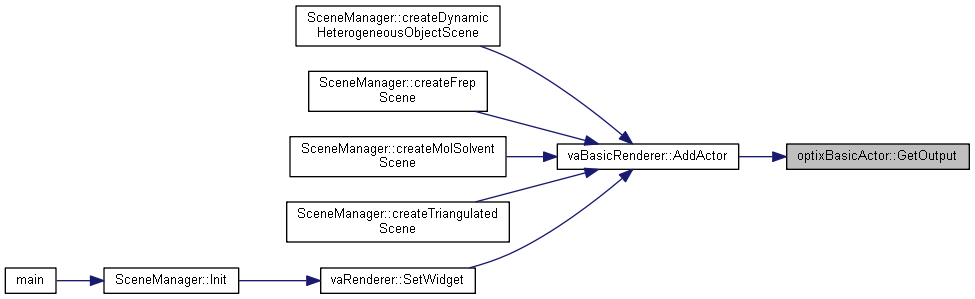 SceneManager::createDynamic
HeterogeneousObjectScene
SceneManager::createFrep
Scene
SceneManager::createMolSolvent
Scene
vaBasicRenderer::AddActor
optixBasicActor::GetOutput
SceneManager::createTriangulated
Scene
main
SceneManager::Init
vaRenderer::SetWidget